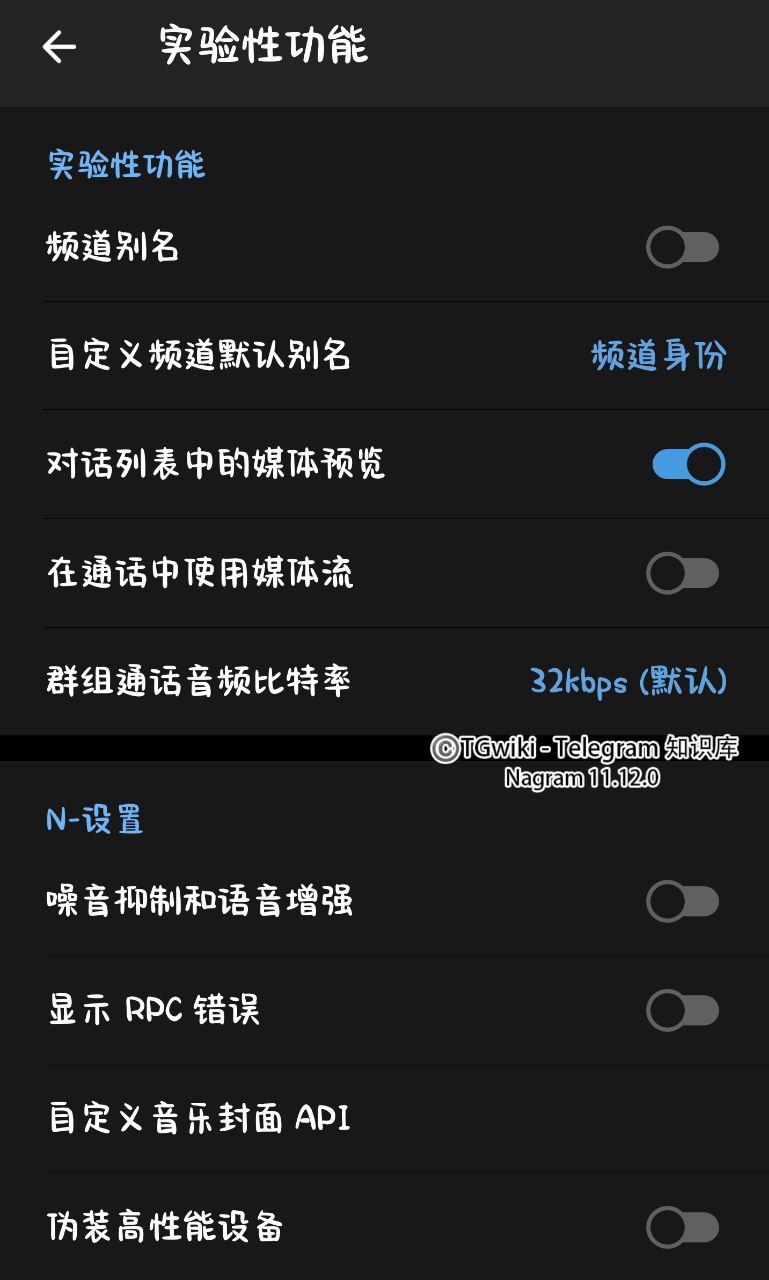 实验性功能
实验性功能
频道别名
自定义频道默认别名 频道身份
对话列表中的媒体预览
在通话中使用媒体流
群组通话音频比特率 32kbps (默认)
©TGwiki - Telegram 知识库
Nagram 11.12.0
N-设置
噪音抑制和语音增强
显示 RPC 错误
自定义音乐封面 API
伪装高性能设备